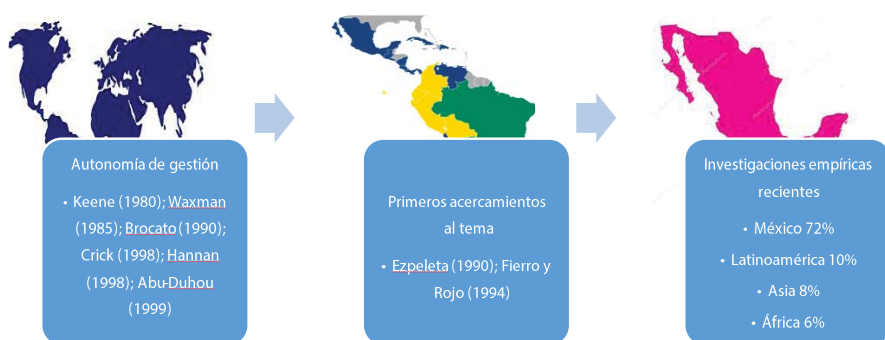 Autonomía de gestión
• Keene (1980); Waxman
(1985); Brocato (1990);
Crick (1998); Hannan
(1998); Abu-Duhou
(1999)
Primeros acercamientos
al tema
• Ezpeleta (1990); Fierro y
Rojo (1994)
Investigaciones empíricas
recientes
• México 72%
• Latinoamérica 10%
• Asia 8%
• África 6%